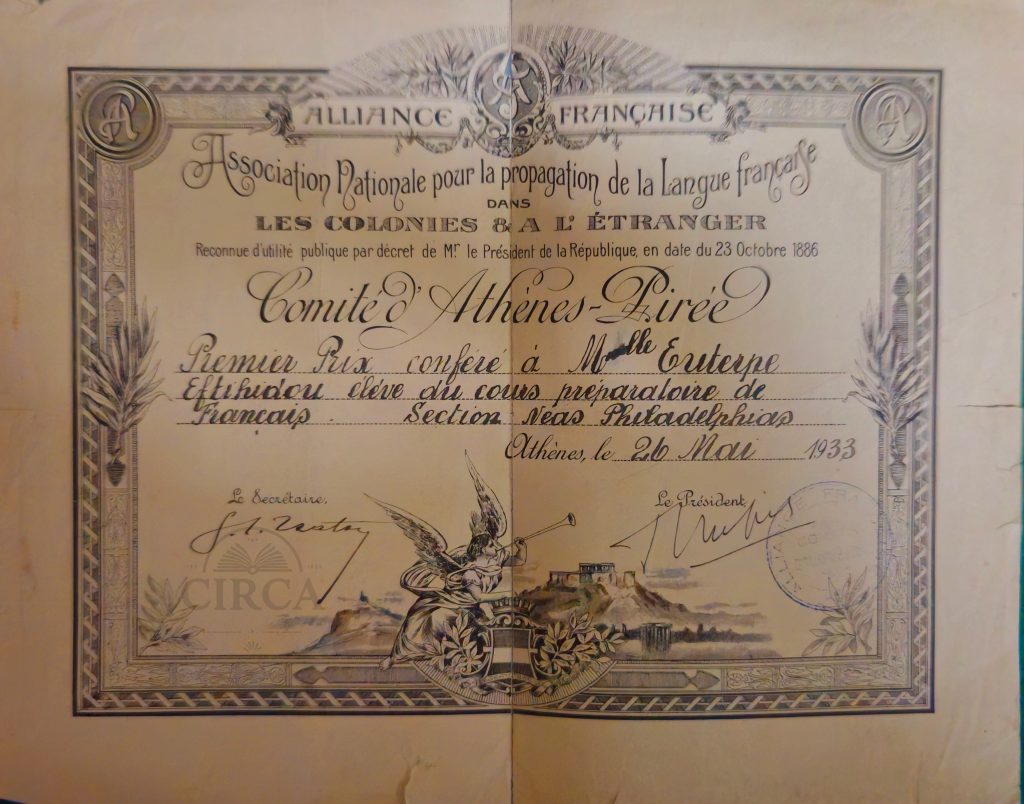 ALLIANCE FRANÇAISE
Association Nationale pour la propagation de la Langue française
DANS
LES COLONIES & A L'ÉTRANGER
Reconnue d'utilité publique par décret de Mr le Président de la République, en date du 23 Octobre 1886
Comité d'Athènes-Pirée
Premier Prix conféré à Mlle Euterpe
Eftihidou elève du cours préparatoire de
Français. Section Néas Philadelphias
Athènes, le 26 Mai 1933
Le Secrétaire, Le Président
CIRCA